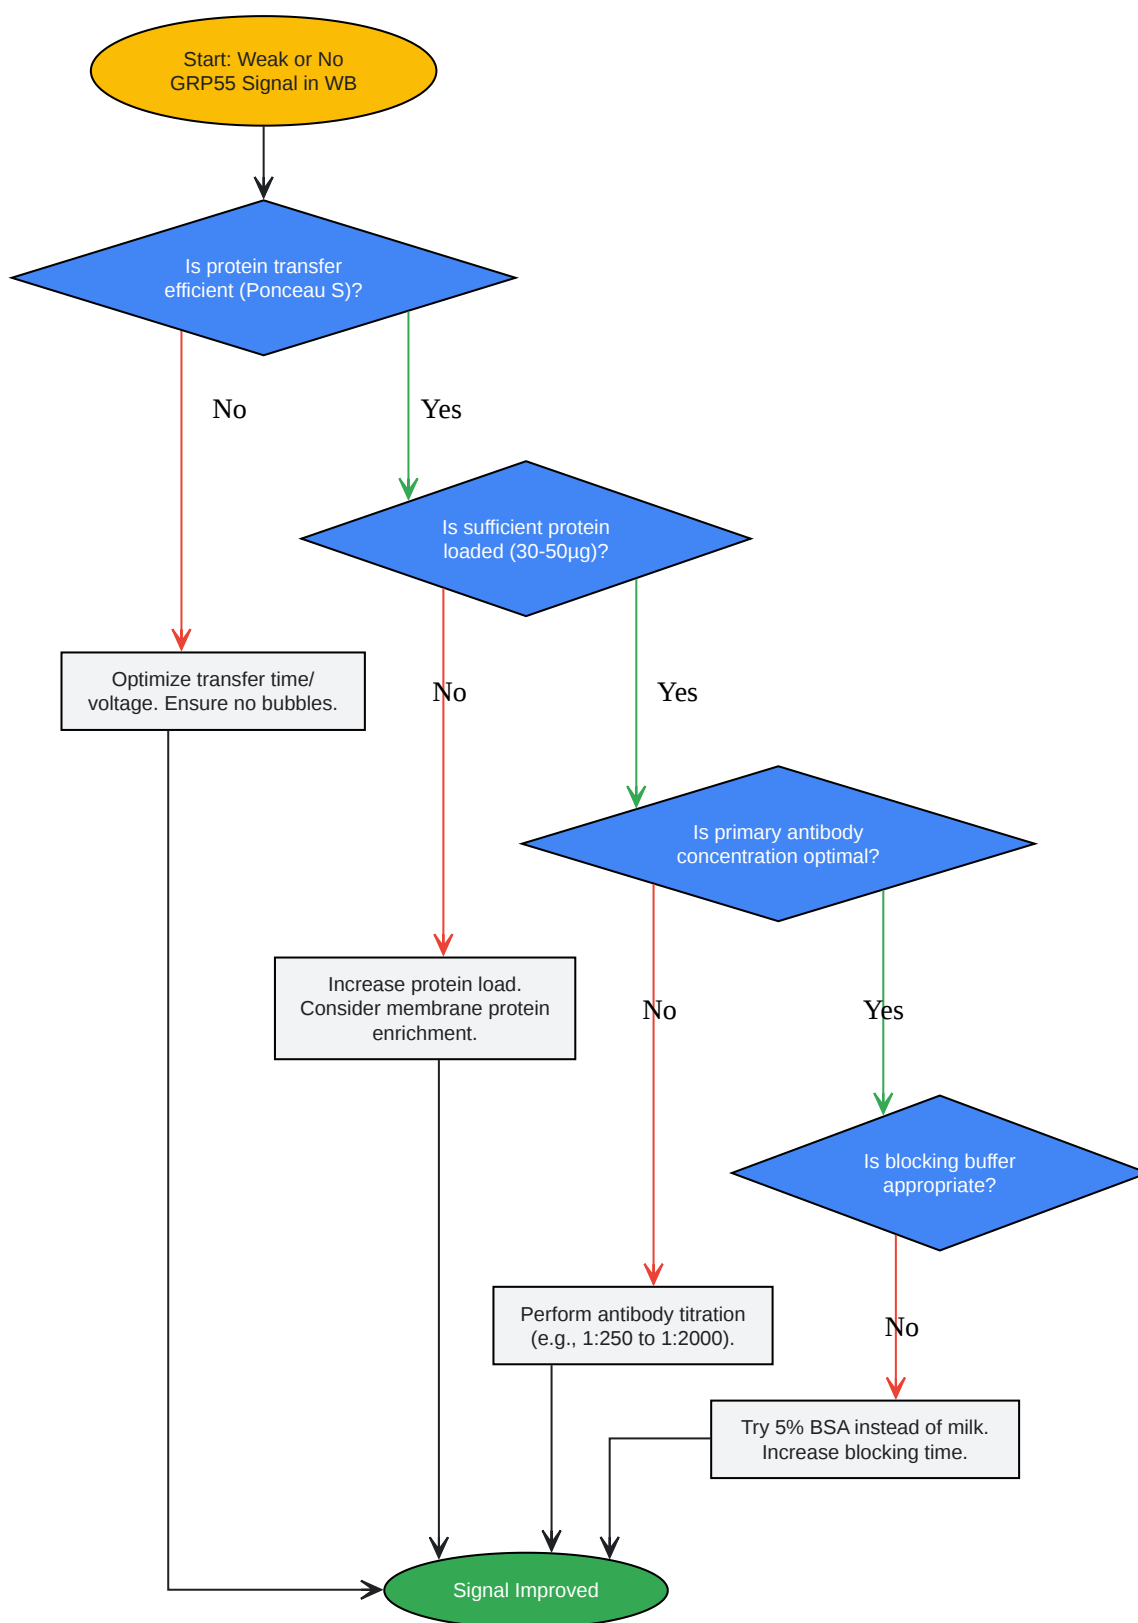 Start: Weak or No
GRP55 Signal in WB
Is protein transfer
efficient (Ponceau S)?
No
Yes
Is sufficient protein
loaded (30-50µg)?
Optimize transfer time/
voltage. Ensure no bubbles.
No
Yes
Is primary antibody
concentration optimal?
Increase protein load.
Consider membrane protein
enrichment.
No
Yes
Is blocking buffer
appropriate?
Perform antibody titration
(e.g., 1:250 to 1:2000).
No
Try 5% BSA instead of milk.
Increase blocking time.
Signal Improved